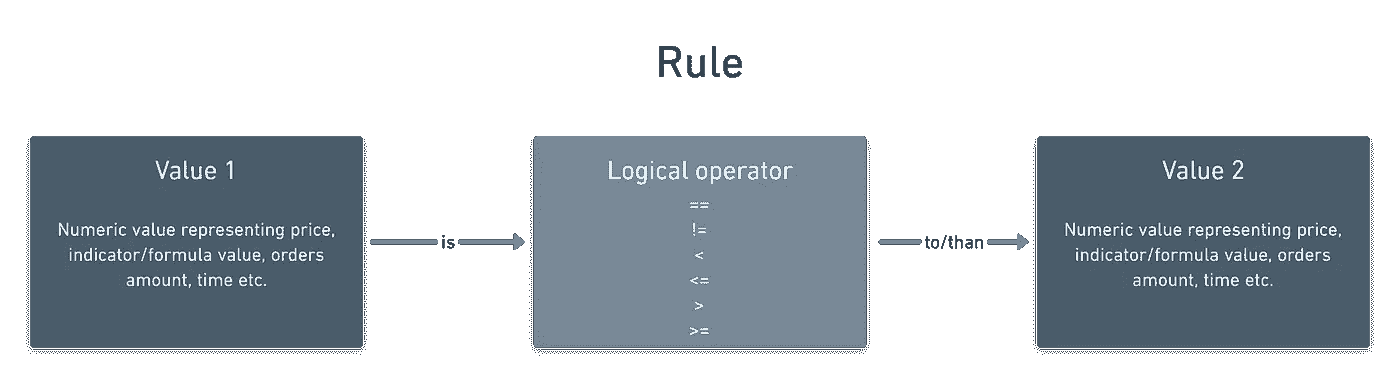 Rule
Value 1
Numeric value representing price,
indicator/formula value, orders
amount, time etc.
is
Logical operator
==
!=
<
<=
>
>=
to/than
Value 2
Numeric value representing price,
indicator/formula value, orders
amount, time etc.